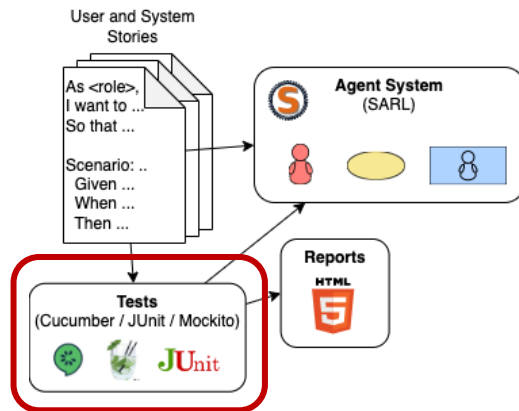 User and System
Stories
As <role>,
I want to ...
So that ...
Scenario: ..
Given ...
When ...
Then ...
Agent System
(SARL)
S
Tests
(Cucumber / JUnit / Mockito)
JUnit
Reports
HTML
5